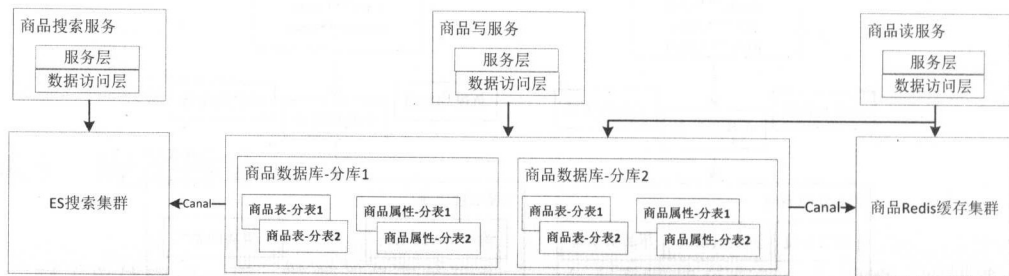 商品搜索服务
服务层
数据访问层
商品写服务
服务层
数据访问层
商品读服务
服务层
数据访问层
ES搜索集群
Canal
商品数据库-分库1
商品表-分表1
商品表-分表2
商品属性-分表1
商品属性-分表2
商品数据库-分库2
商品表-分表1
商品表-分表2
商品属性-分表1
商品属性-分表2
Canal
商品Redis缓存集群